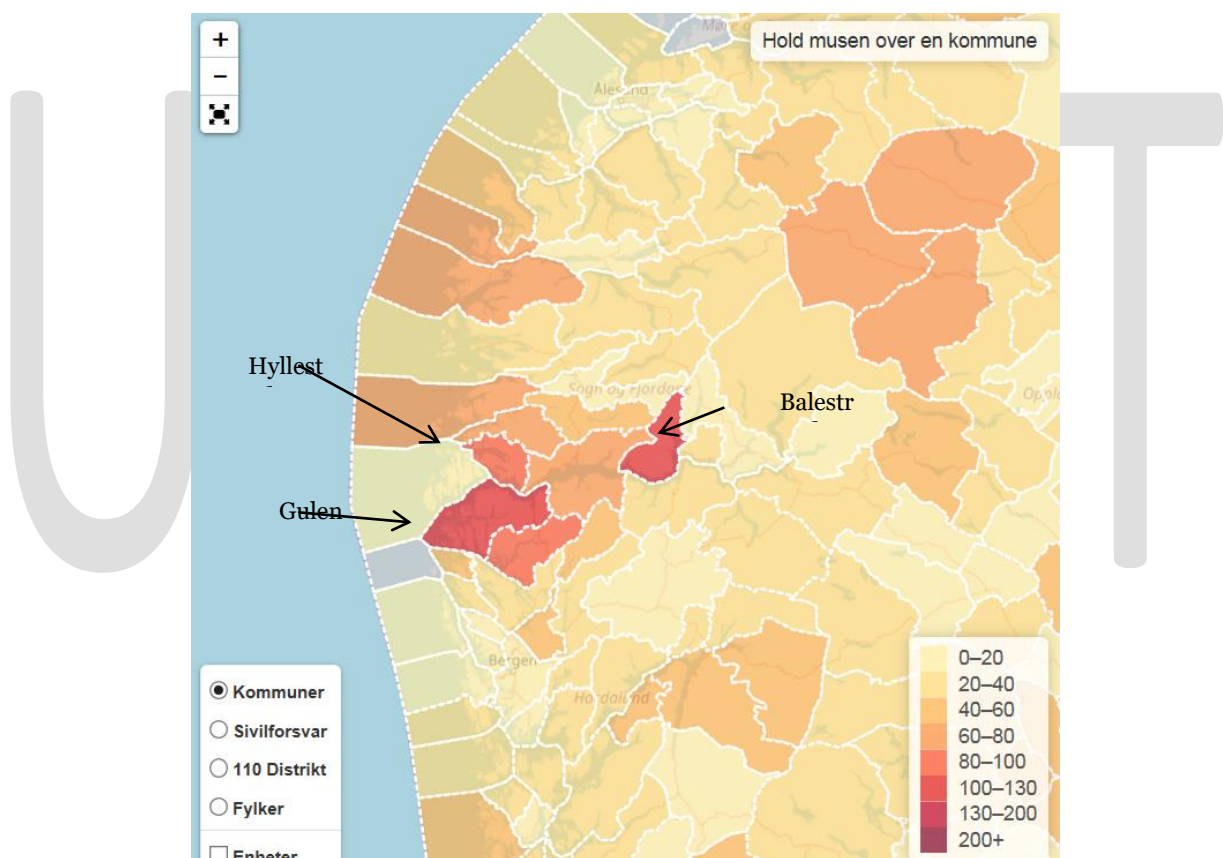 U T
+
−
Hold musen over en kommune
Møre o
Ålesund
Hyllest
Sogn og Fjordane
Balestr
Oppl
Gulen
Bergen
Hordaland
Kommuner
Sivilforsvar
110 Distrikt
Fylker
Enheter
0–20
20–40
40–60
60–80
80–100
100–130
130–200
200+